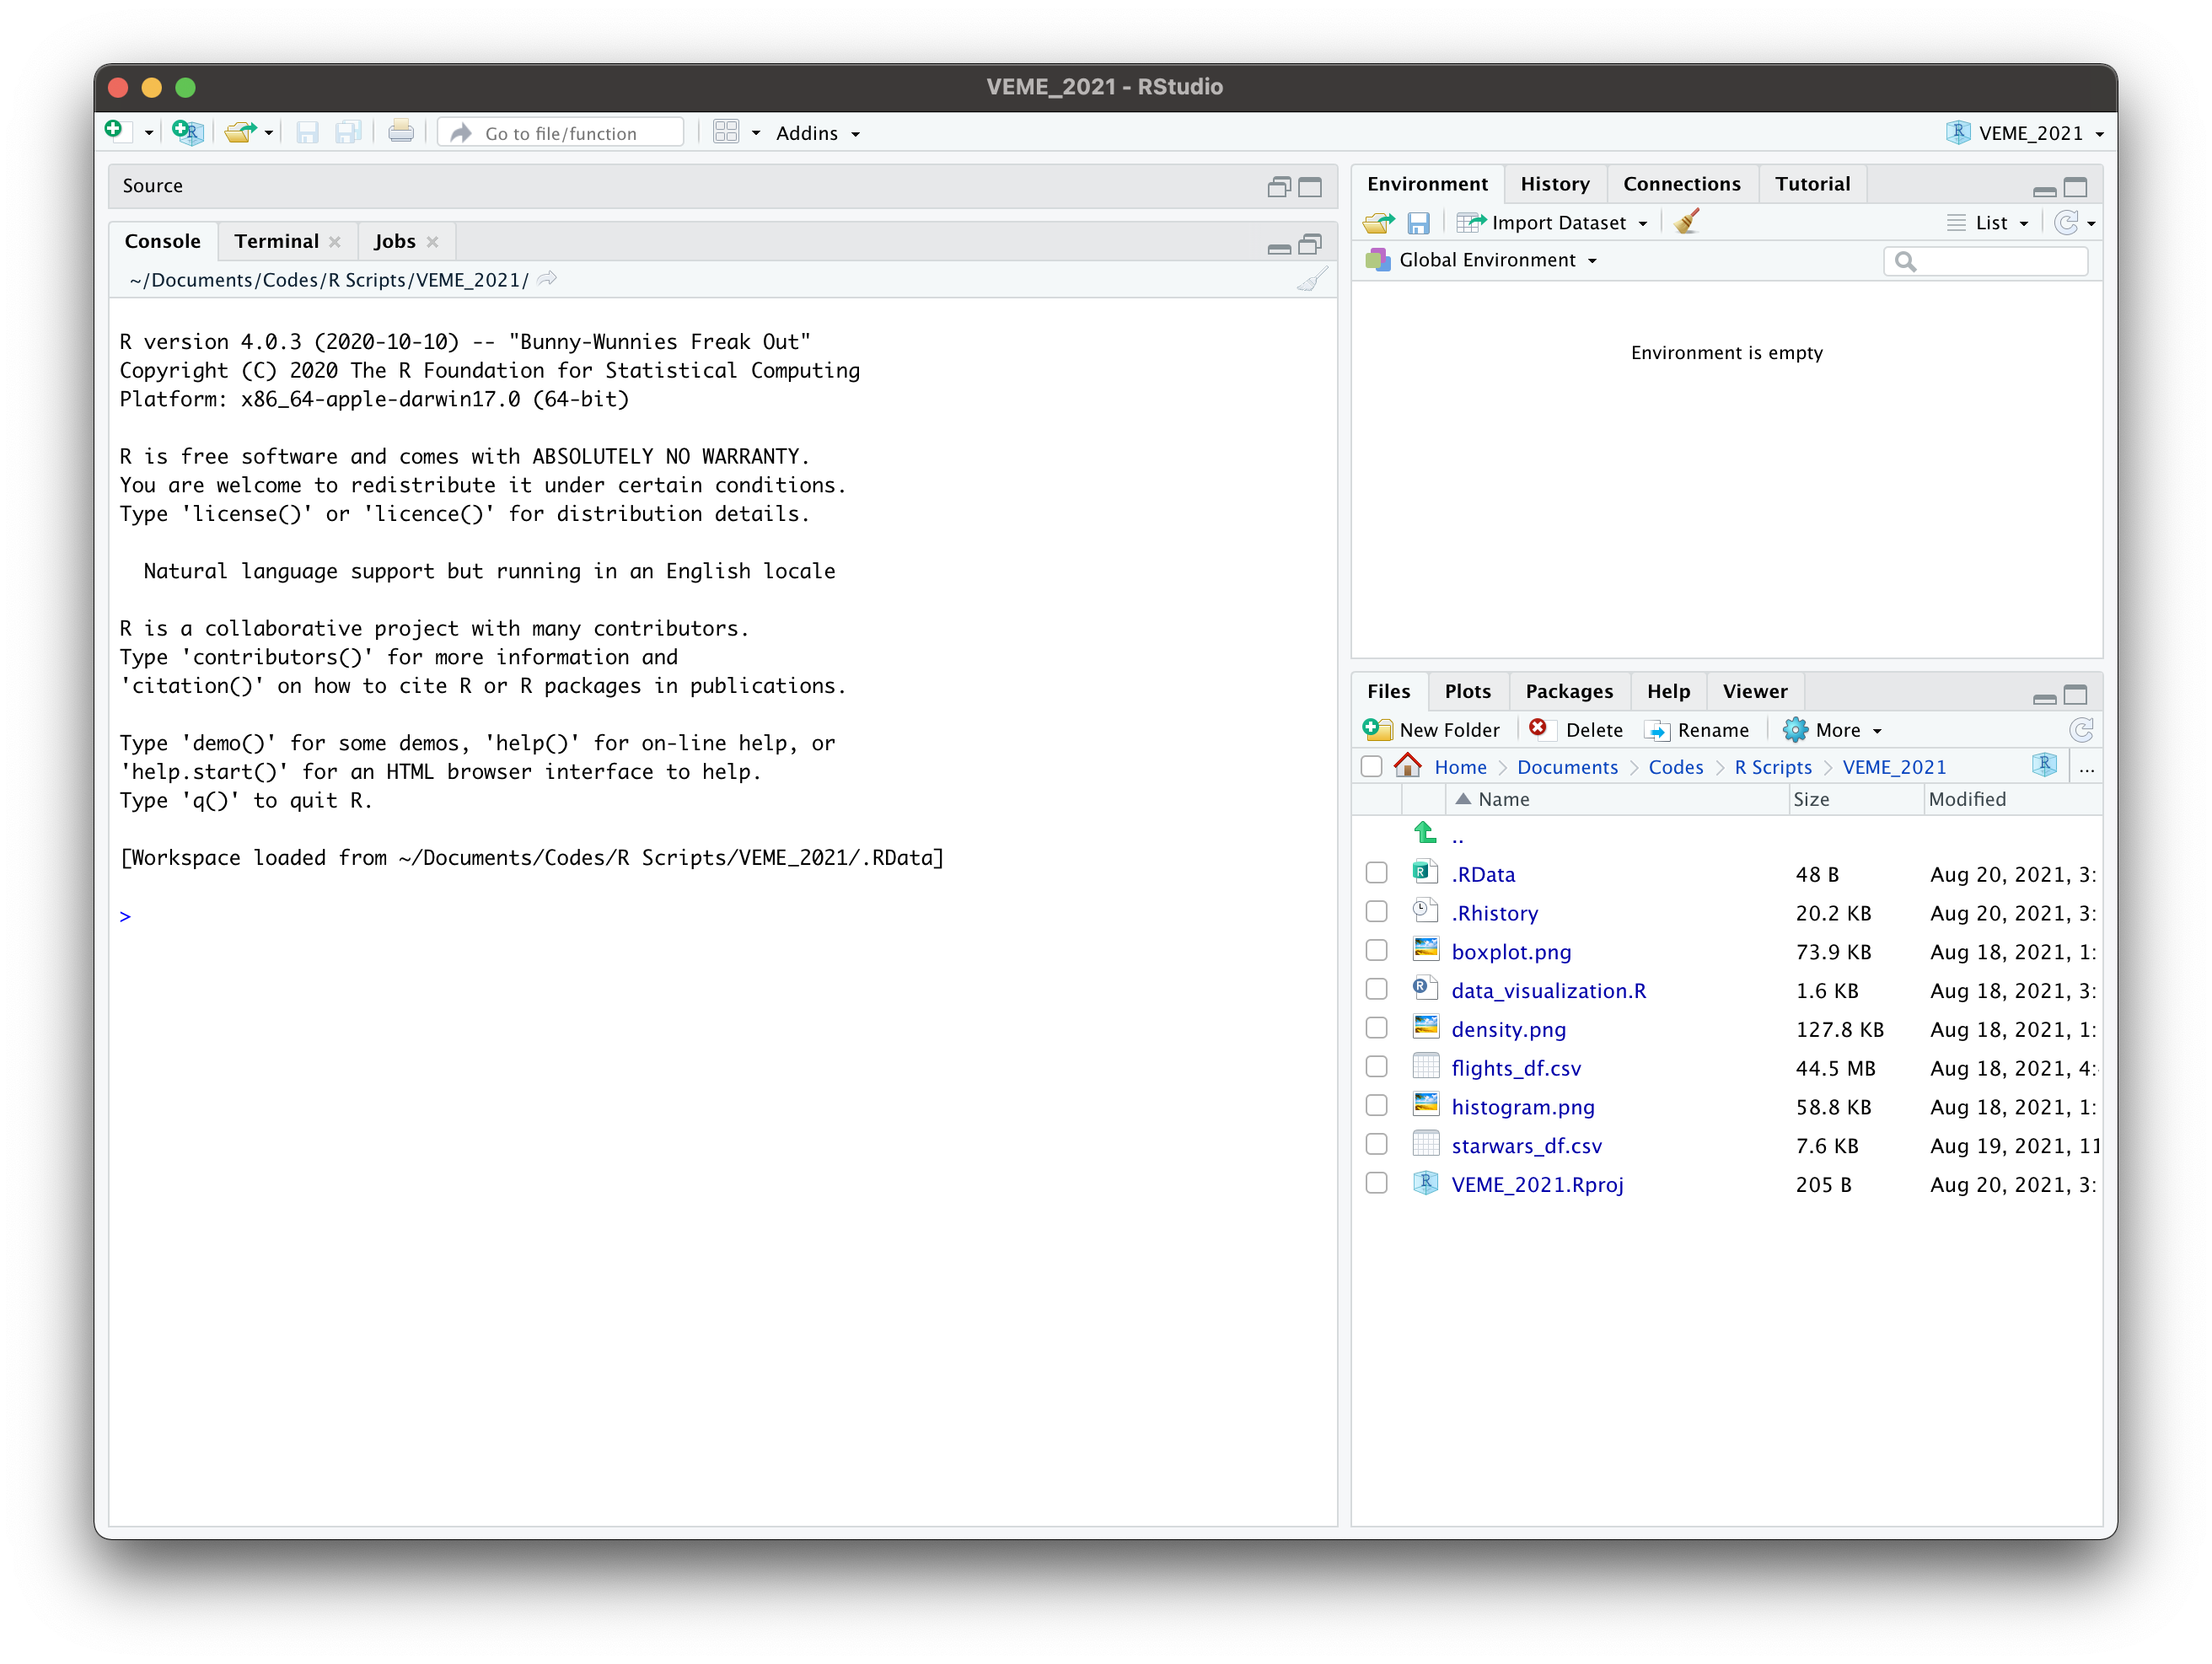 VEME_2021 - RStudio
Go to file/function
Addins
VEME_2021
Source
Console Terminal Jobs
~/Documents/Codes/R Scripts/VEME_2021/
R version 4.0.3 (2020-10-10) -- "Bunny-Wunnies Freak Out"
Copyright (C) 2020 The R Foundation for Statistical Computing
Platform: x86_64-apple-darwin17.0 (64-bit)
R is free software and comes with ABSOLUTELY NO WARRANTY.
You are welcome to redistribute it under certain conditions.
Type 'license()' or 'licence()' for distribution details.
Natural language support but running in an English locale
R is a collaborative project with many contributors.
Type 'contributors()' for more information and
'citation()' on how to cite R or R packages in publications.
Type 'demo()' for some demos, 'help()' for on-line help, or
'help.start()' for an HTML browser interface to help.
Type 'q()' to quit R.
[Workspace loaded from ~/Documents/Codes/R Scripts/VEME_2021/.RData]
>
Environment History Connections Tutorial
Import Dataset List
Global Environment
Environment is empty
Files Plots Packages Help Viewer
New Folder Delete Rename More
Home Documents Codes R Scripts VEME_2021 ...
Name Size Modified
..
.RData 48 B Aug 20, 2021, 3:
.Rhistory 20.2 KB Aug 20, 2021, 3:
boxplot.png 73.9 KB Aug 18, 2021, 1:
data_visualization.R 1.6 KB Aug 18, 2021, 3:
density.png 127.8 KB Aug 18, 2021, 1:
flights_df.csv 44.5 MB Aug 18, 2021, 4:
histogram.png 58.8 KB Aug 18, 2021, 1:
starwars_df.csv 7.6 KB Aug 19, 2021, 11
VEME_2021.Rproj 205 B Aug 20, 2021, 3: